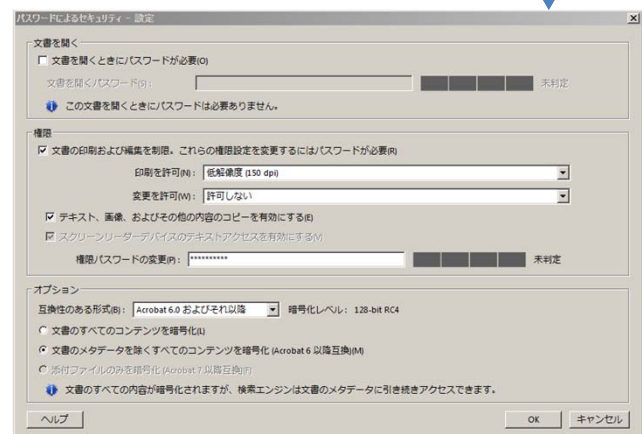 パスワードによるセキュリティ - 設定
文書を開く
文書を開くときにパスワードが必要(O)
文書を開くパスワード(S):
未判定
この文書を開くときにパスワードは必要ありません。
権限
文書の印刷および編集を制限。これらの権限設定を変更するにはパスワードが必要(R)
印刷を許可(N): 低解像度 (150 dpi)
変更を許可(W): 許可しない
テキスト、画像、およびその他の内容のコピーを有効にする(E)
スクリーンリーダーデバイスのテキストアクセスを有効にする(V)
権限パスワードの変更(P): ********** 未判定
オプション
互換性のある形式(B): Acrobat 6.0 およびそれ以降 暗号化レベル: 128-bit RC4
文書のすべてのコンテンツを暗号化(L)
文書のメタデータを除くすべてのコンテンツを暗号化 (Acrobat 6 以降互換)(M)
添付ファイルのみを暗号化 (Acrobat 7 以降互換)(F)
文書のすべての内容が暗号化されますが、検索エンジンは文書のメタデータに引き続きアクセスできます。
ヘルプ OK キャンセル